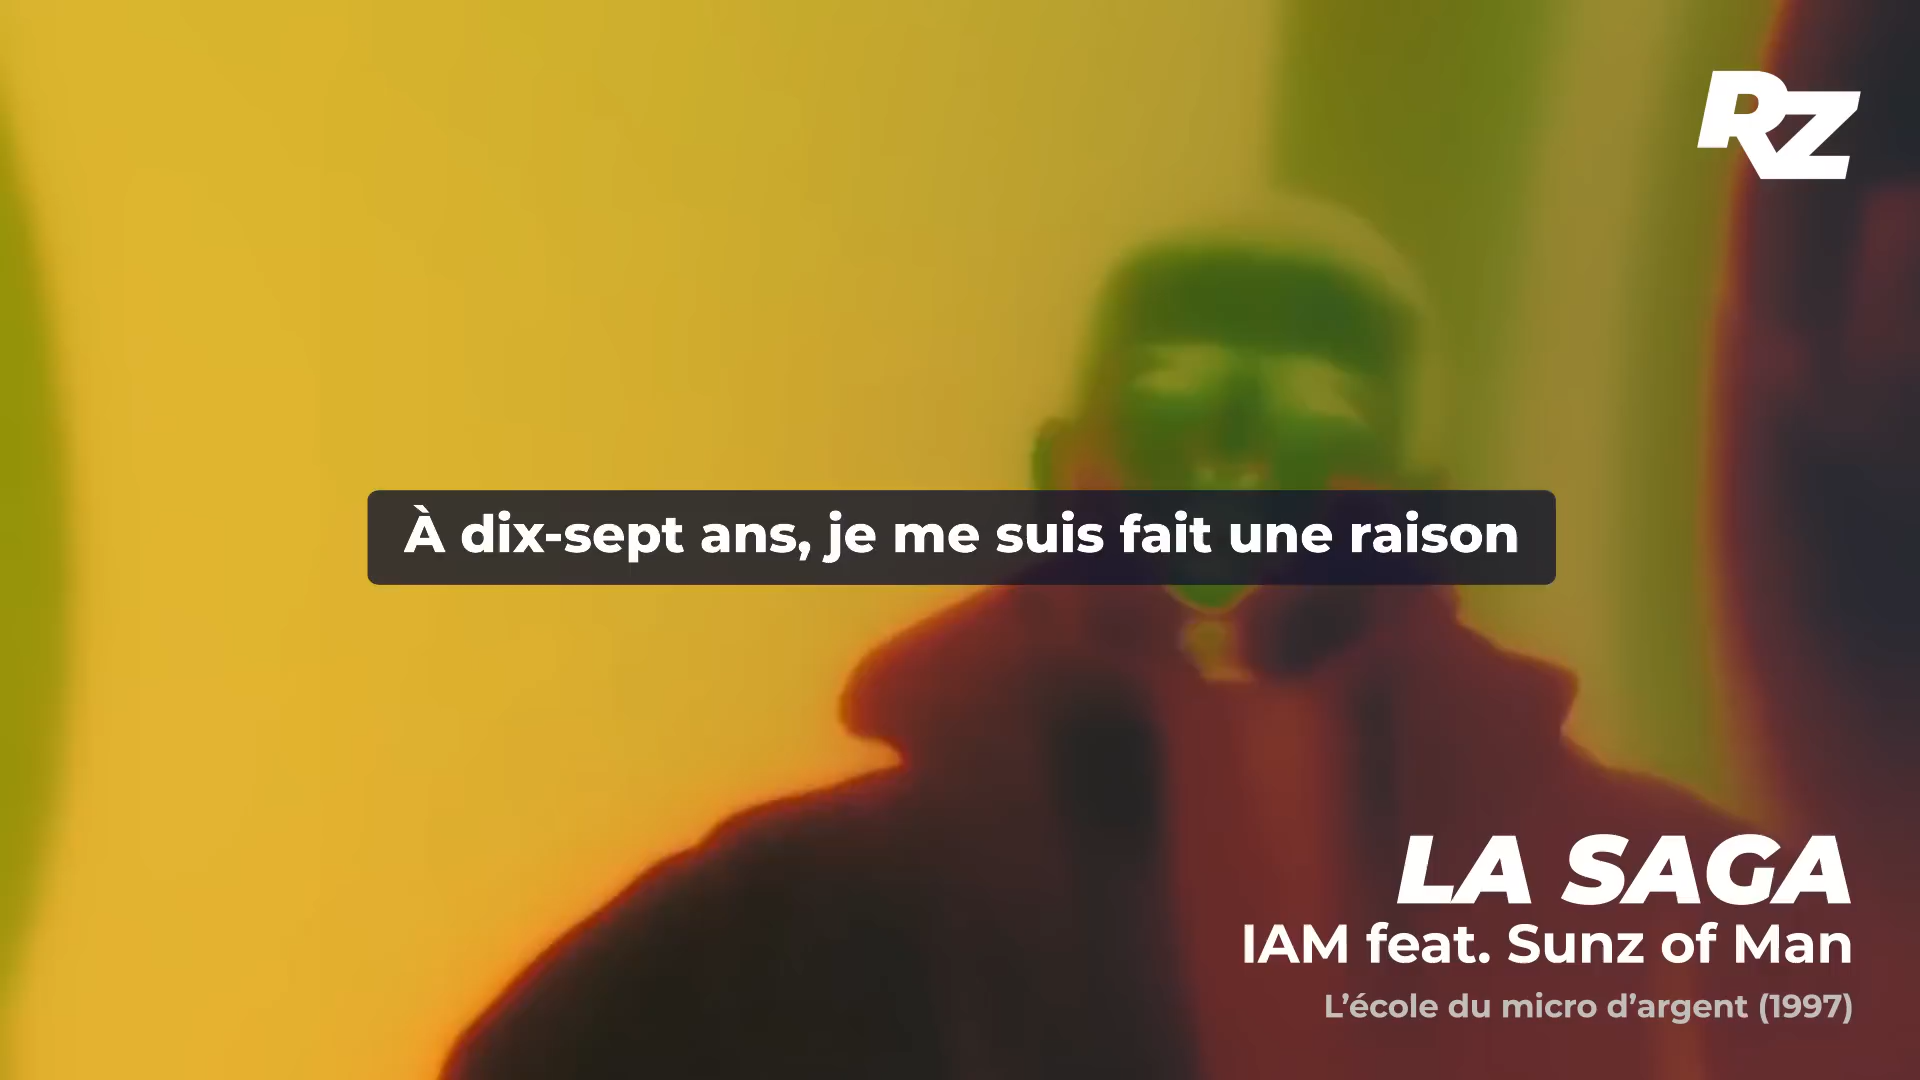 RZ
À dix-sept ans, je me suis fait une raison
LA SAGA
IAM feat. Sunz of Man
L’école du micro d’argent (1997)